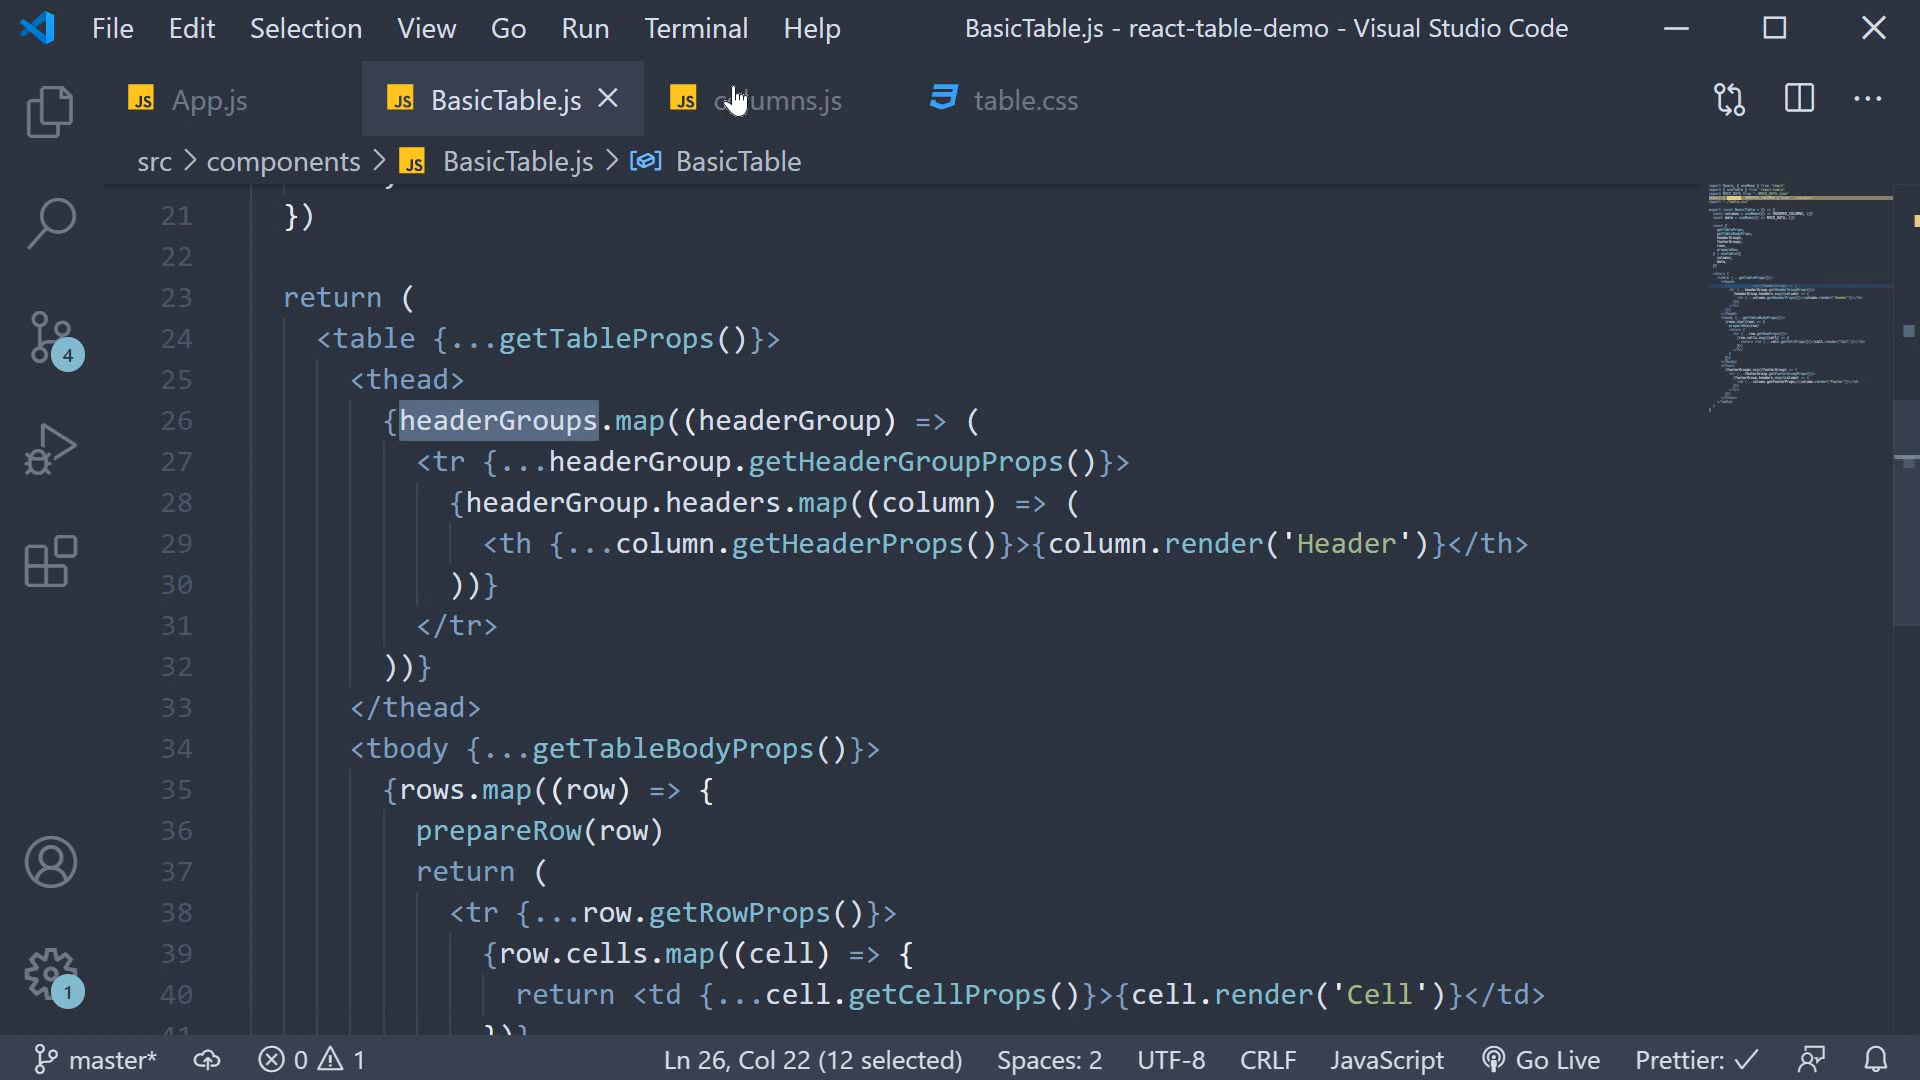 File Edit Selection View Go Run Terminal Help BasicTable.js - react-table-demo - Visual Studio Code
JS App.js JS BasicTable.js JS columns.js table.css
src > components > JS BasicTable.js > BasicTable
21 })
22
23 return (
24 <table {...getTableProps()}>
25 <thead>
26 {headerGroups.map((headerGroup) => (
27 <tr {...headerGroup.getHeaderGroupProps()}>
28 {headerGroup.headers.map((column) => (
29 <th {...column.getHeaderProps()}>{column.render('Header')}</th>
30 ))}
31 </tr>
32 ))}
33 </thead>
34 <tbody {...getTableBodyProps()}>
35 {rows.map((row) => {
36 prepareRow(row)
37 return (
38 <tr {...row.getRowProps()}>
39 {row.cells.map((cell) => {
40 return <td {...cell.getCellProps()}>{cell.render('Cell')}</td>
41 })}
4
1
master* 0 1 Ln 26, Col 22 (12 selected) Spaces: 2 UTF-8 CRLF JavaScript Go Live Prettier: ✓